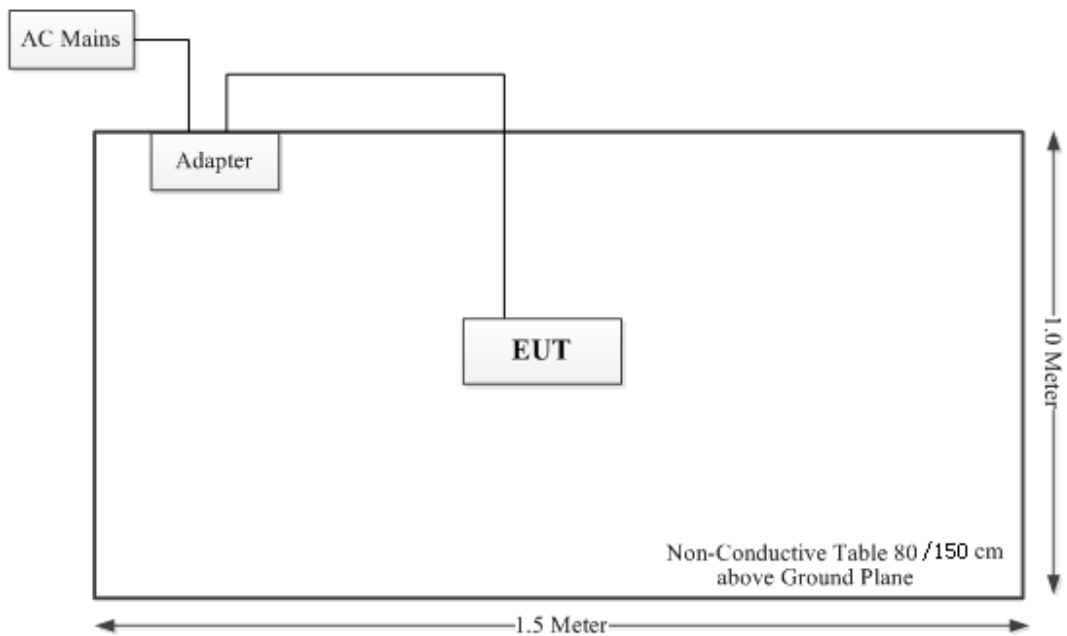 AC Mains
Adapter
EUT
1.0 Meter
Non-Conductive Table 80 /150 cm
above Ground Plane
1.5 Meter